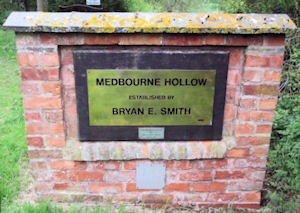 MEDBOURNE HOLLOW
ESTABLISHED BY
BRYAN E. SMITH